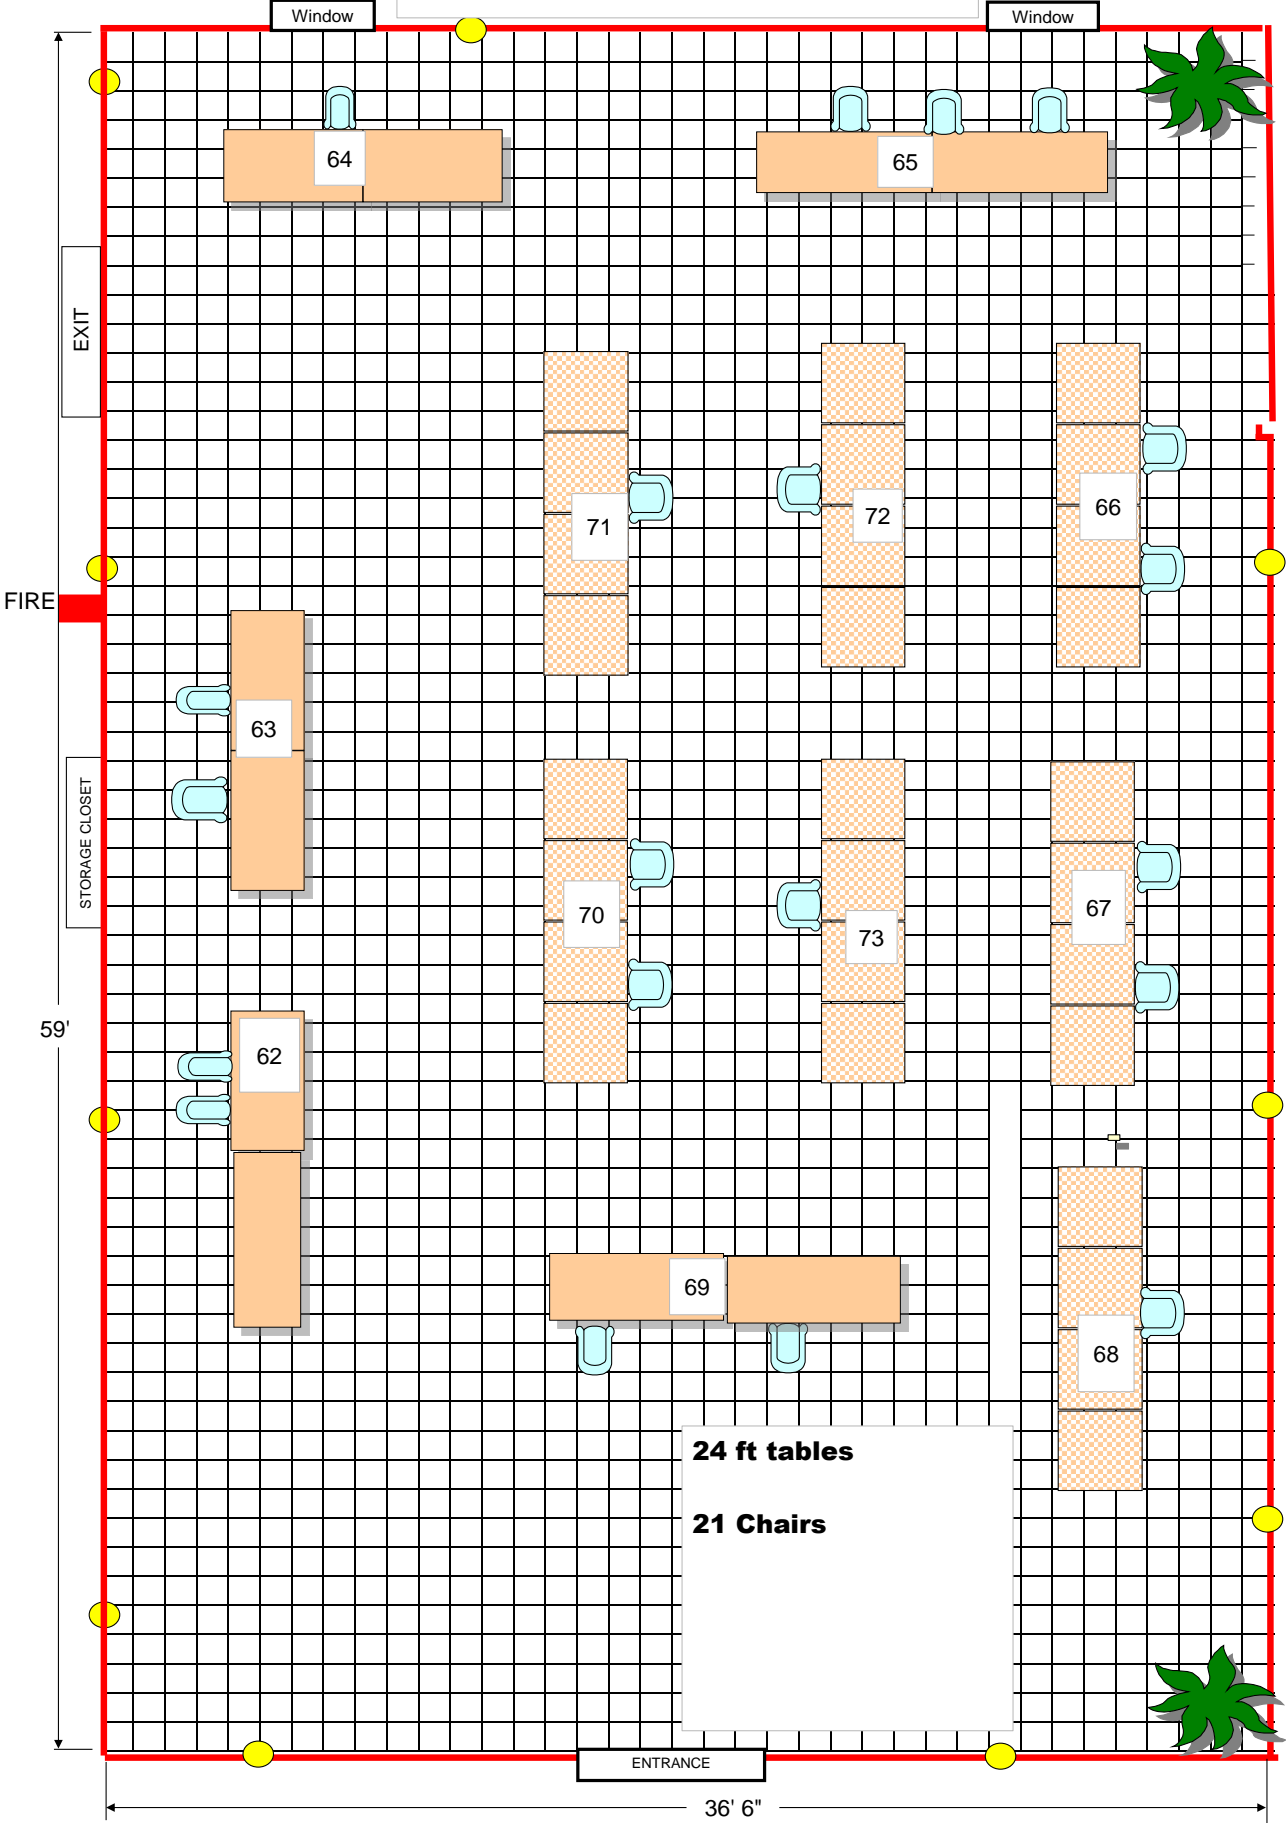 Window
Window
64
65
EXIT
71
72
66
FIRE
63
STORAGE CLOSET
70
73
67
59'
62
69
68
24 ft tables
21 Chairs
ENTRANCE
36' 6"